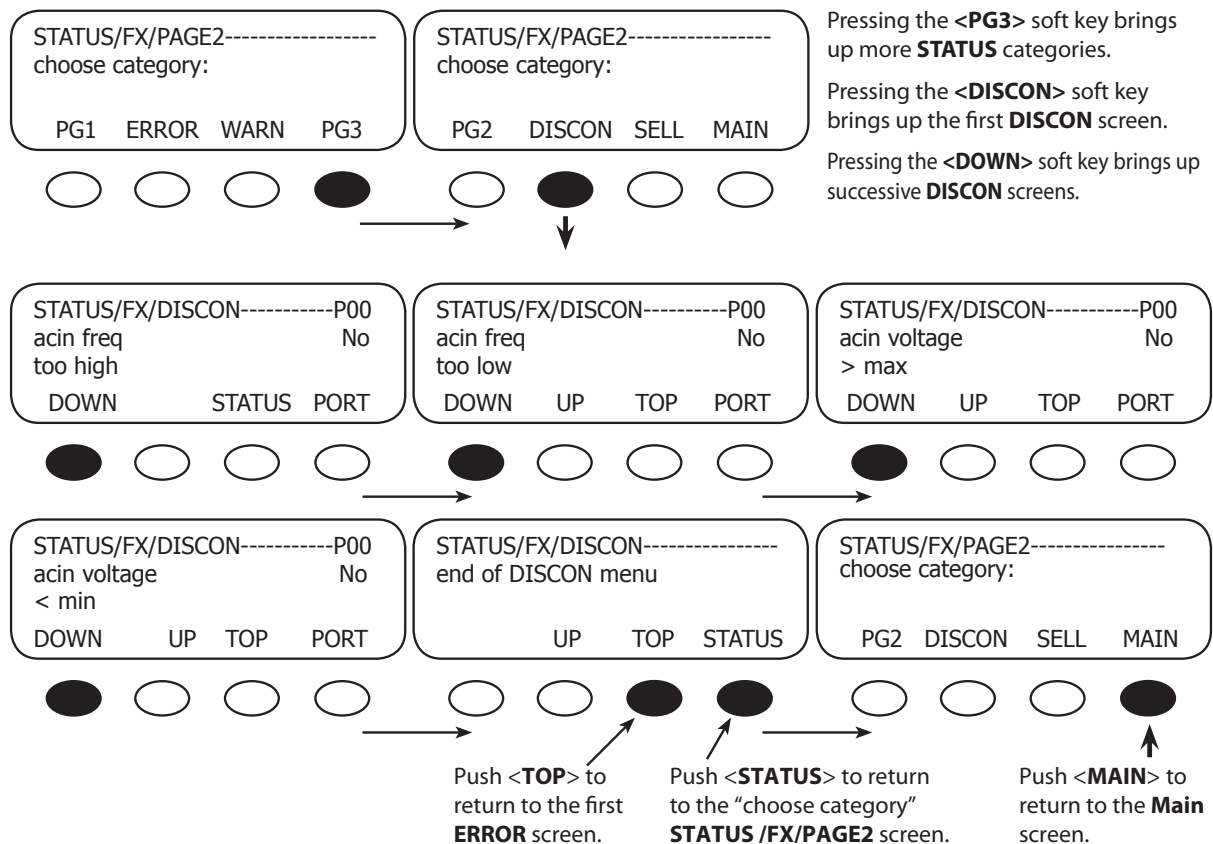 STATUS/FX/PAGE2------------------
choose category:
PG1 ERROR WARN PG3
STATUS/FX/PAGE2-----------------
choose category:
PG2 DISCON SELL MAIN
Pressing the <PG3> soft key brings
up more STATUS categories.
Pressing the <DISCON> soft key
brings up the first DISCON screen.
Pressing the <DOWN> soft key brings up
successive DISCON screens.
STATUS/FX/DISCON-----------P00
acin freq No
too high
DOWN STATUS PORT
STATUS/FX/DISCON----------P00
acin freq No
too low
DOWN UP TOP PORT
STATUS/FX/DISCON-----------P00
acin voltage No
> max
DOWN UP TOP PORT
STATUS/FX/DISCON-----------P00
acin voltage No
< min
DOWN UP TOP PORT
STATUS/FX/DISCON----------------
end of DISCON menu
UP TOP STATUS
STATUS/FX/PAGE2----------------
choose category:
PG2 DISCON SELL MAIN
Push <TOP> to
return to the first
ERROR screen.
Push <STATUS> to return
to the “choose category”
STATUS /FX/PAGE2 screen.
Push <MAIN> to
return to the Main
screen.